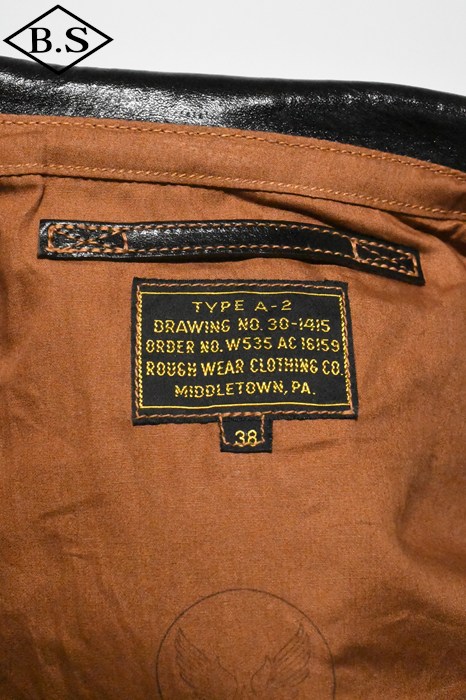 B.S
TYPE A-2
DRAWING NO. 30-1415
ORDER NO. W535 AC 16159
ROUGH WEAR CLOTHING CO.
MIDDLETOWN, PA.
38